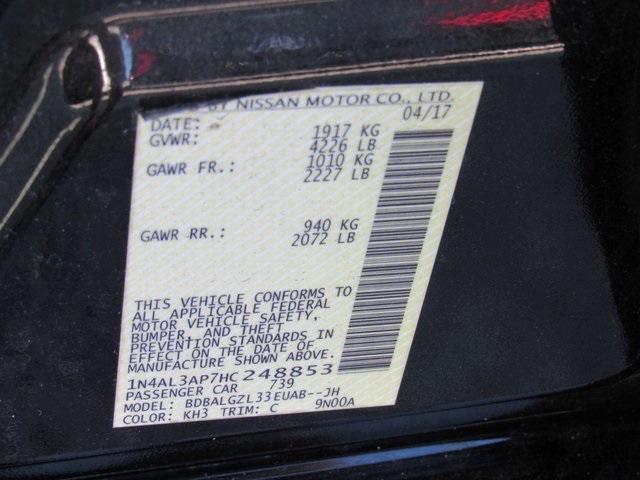 BY NISSAN MOTOR CO., LTD.
DATE: 04/17
GVWR: 1917 KG
4226 LB
GAWR FR.: 1010 KG
2227 LB
GAWR RR.: 940 KG
2072 LB
THIS VEHICLE CONFORMS TO
ALL APPLICABLE FEDERAL
MOTOR VEHICLE SAFETY,
BUMPER, AND THEFT
PREVENTION STANDARDS IN
EFFECT ON THE DATE OF
MANUFACTURE SHOWN ABOVE.
1N4AL3AP7HC248853
PASSENGER CAR 739
MODEL: BDBALGZL33EUAB--JH
COLOR: KH3 TRIM: C 9N00A